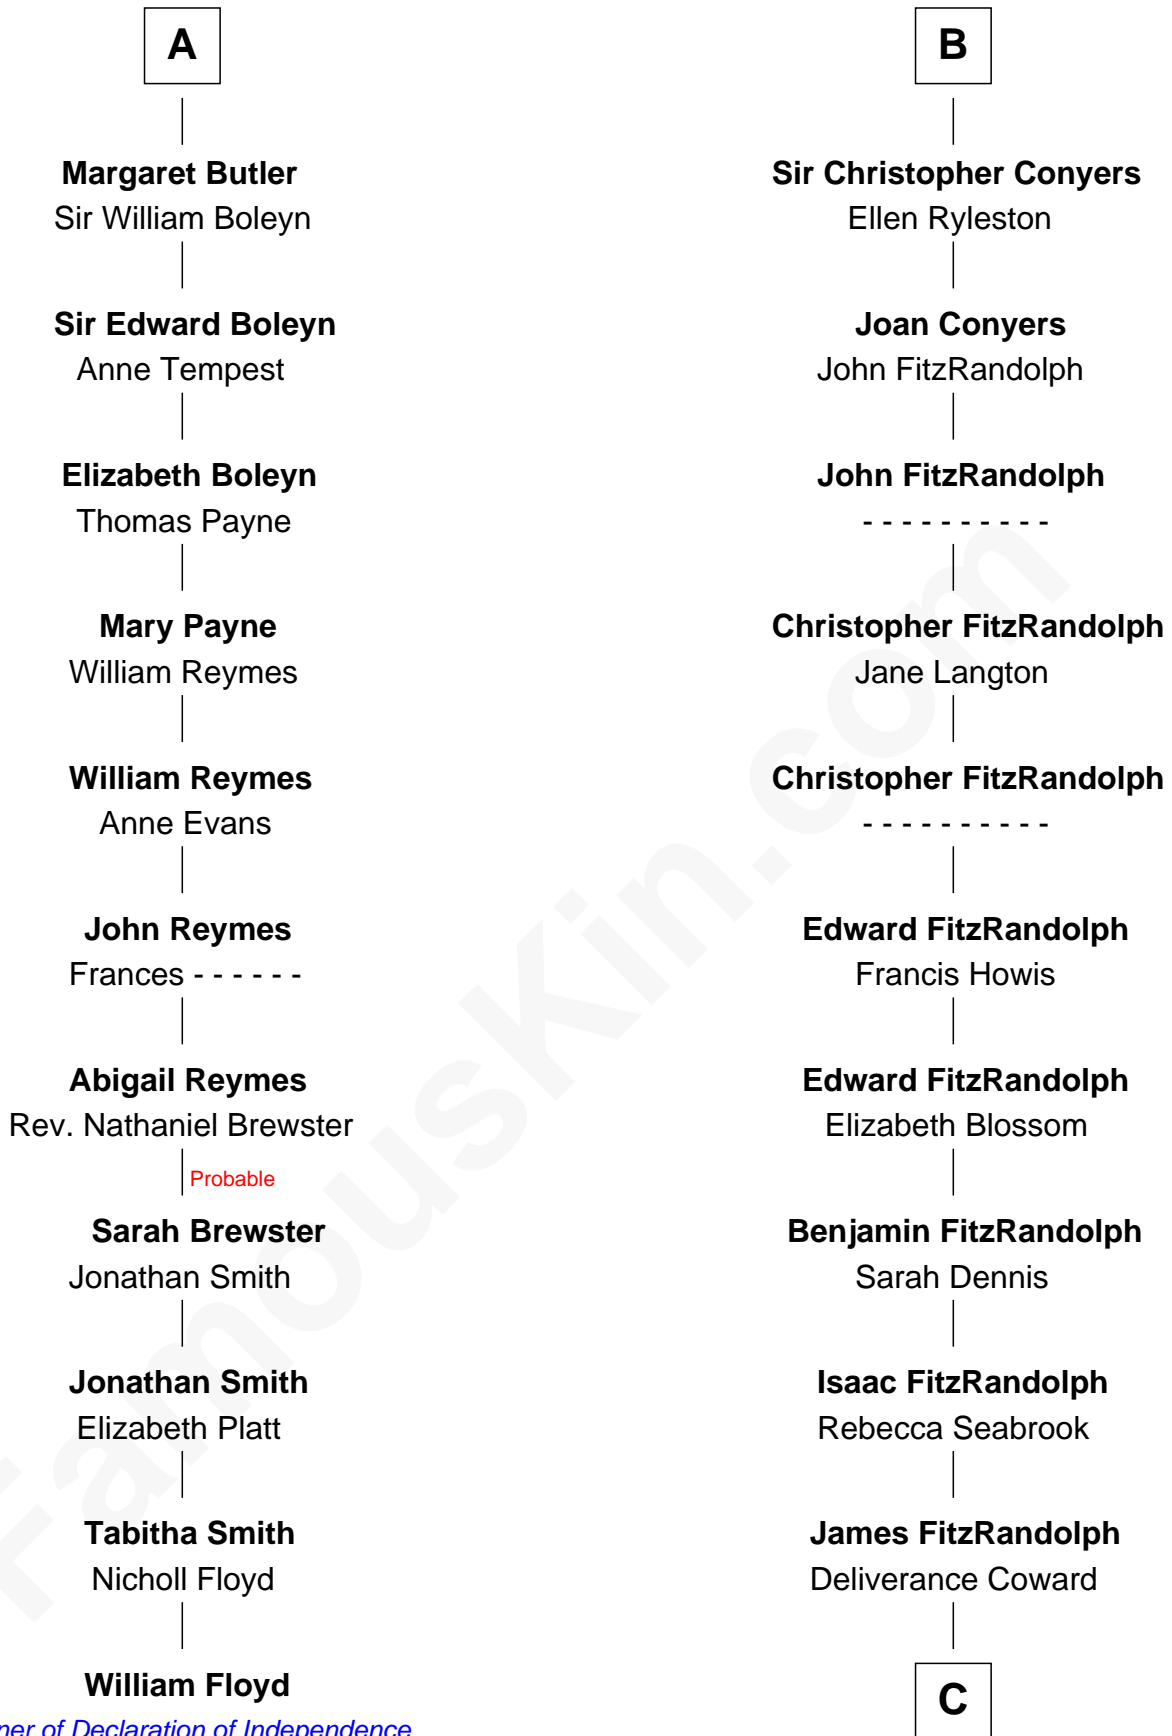 A
Margaret Butler
Sir William Boleyn
Sir Edward Boleyn
Anne Tempest
Elizabeth Boleyn
Thomas Payne
Mary Payne
William Reymes
William Reymes
Anne Evans
John Reymes
Frances - - - - - -
Abigail Reymes
Rev. Nathaniel Brewster
Probable
Sarah Brewster
Jonathan Smith
Jonathan Smith
Elizabeth Platt
Tabitha Smith
Nicholl Floyd
William Floyd
ner of Declaration of Independence
B
Sir Christopher Conyers
Ellen Ryleston
Joan Conyers
John FitzRandolph
John FitzRandolph
- - - - - - - - - -
Christopher FitzRandolph
Jane Langton
Christopher FitzRandolph
- - - - - - - - - -
Edward FitzRandolph
Francis Howis
Edward FitzRandolph
Elizabeth Blossom
Benjamin FitzRandolph
Sarah Dennis
Isaac FitzRandolph
Rebecca Seabrook
James FitzRandolph
Deliverance Coward
C
FamousKin.com